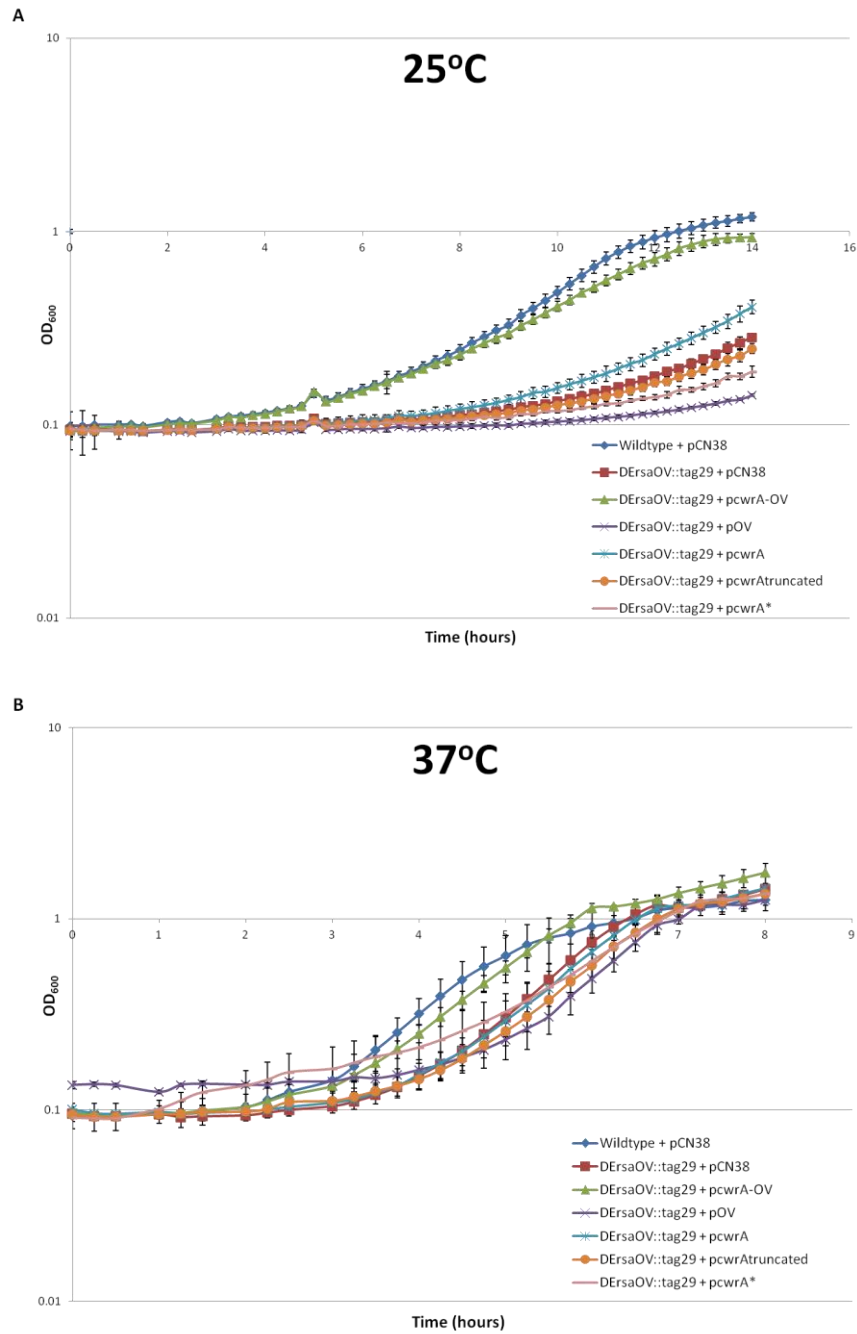 A
25°C
10
1
0.1
0.01
0
2
4
6
8
10
12
14
16
OD600
Time (hours)
Wildtype + pCN38
DErsaOV::tag29 + pCN38
DErsaOV::tag29 + pcwrA-OV
DErsaOV::tag29 + pOV
DErsaOV::tag29 + pcwrA
DErsaOV::tag29 + pcwrAtruncated
DErsaOV::tag29 + pcwrA*
B
37°C
10
1
0.1
0.01
0
1
2
3
4
5
6
7
8
9
OD600
Time (hours)
Wildtype + pCN38
DErsaOV::tag29 + pCN38
DErsaOV::tag29 + pcwrA-OV
DErsaOV::tag29 + pOV
DErsaOV::tag29 + pcwrA
DErsaOV::tag29 + pcwrAtruncated
DErsaOV::tag29 + pcwrA*